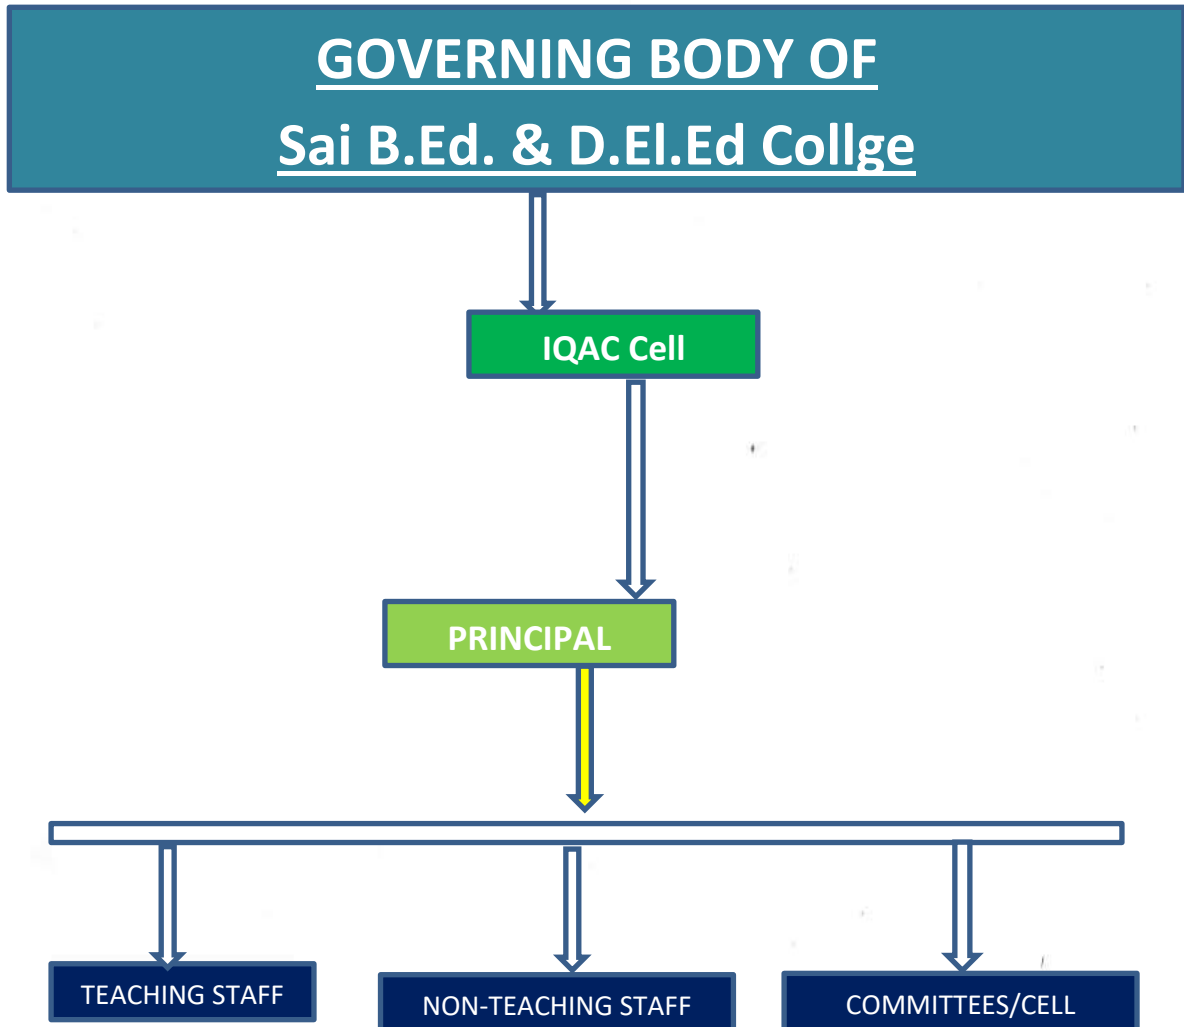 GOVERNING BODY OF
Sai B.Ed. & D.El.Ed Collge
IQAC Cell
PRINCIPAL
TEACHING STAFF
NON-TEACHING STAFF
COMMITTEES/CELL